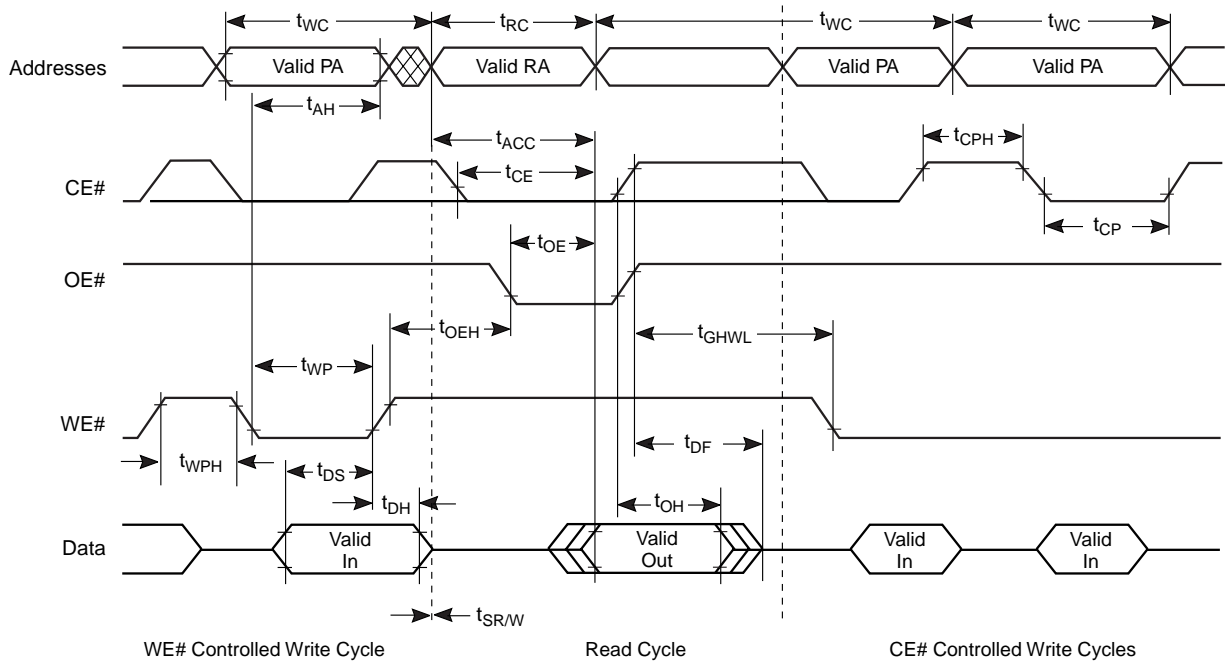 tWC tRC tWC tWC
Addresses Valid PA Valid RA Valid PA Valid PA
tAH
tACC tCPH
CE# tCE
tCP
OE# tOE
tOEH tGHWL
tWP
WE#
tWPH tDS tDF
tDH tOH
Data Valid In Valid Out Valid In Valid In
tSR/W
WE# Controlled Write Cycle Read Cycle CE# Controlled Write Cycles